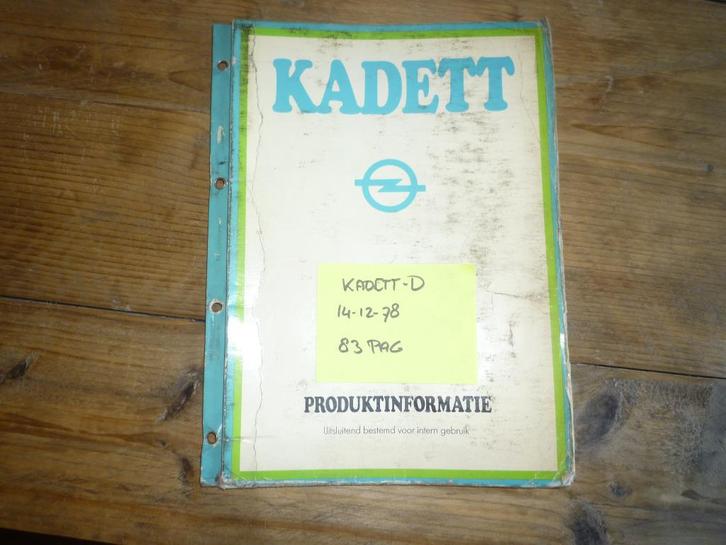 KADETT
KADETT-D
14-12-78
83 PAG
PRODUKTINFORMATIE
Uitsluitend bestemd voor intern gebruik